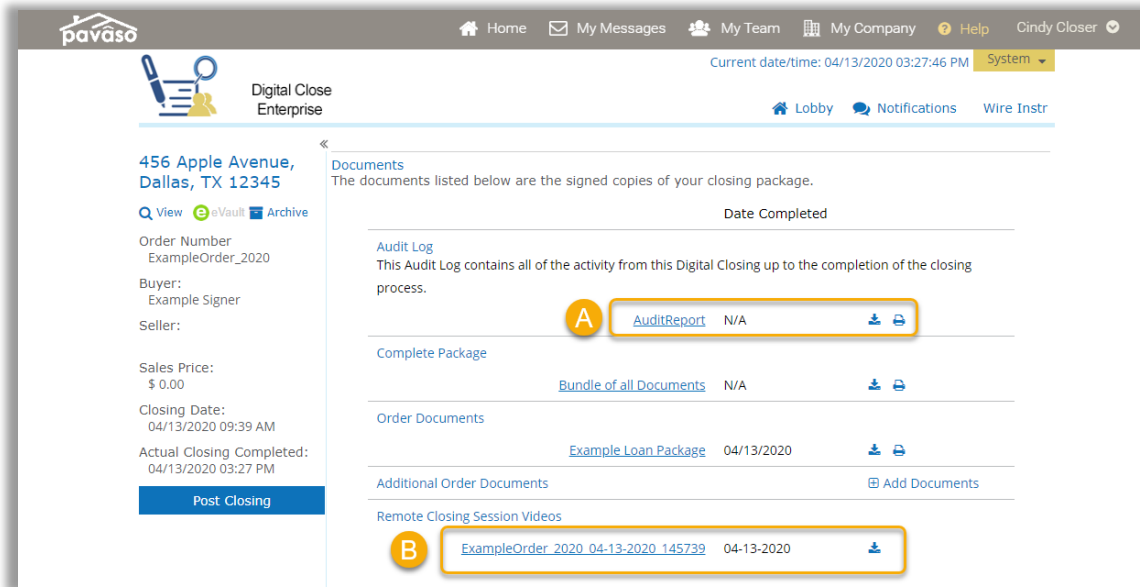 pavaso
Home My Messages My Team My Company Help Cindy Closer
Current date/time: 04/13/2020 03:27:46 PM System
Digital Close
Enterprise
Lobby Notifications Wire Instr
«
456 Apple Avenue,
Dallas, TX 12345
View eVault Archive
Order Number
ExampleOrder_2020
Buyer:
Example Signer
Seller:
Sales Price:
$ 0.00
Closing Date:
04/13/2020 09:39 AM
Actual Closing Completed:
04/13/2020 03:27 PM
Post Closing
Documents
The documents listed below are the signed copies of your closing package.
Date Completed
Audit Log
This Audit Log contains all of the activity from this Digital Closing up to the completion of the closing
process.
A AuditReport N/A
Complete Package
Bundle of all Documents N/A
Order Documents
Example Loan Package 04/13/2020
Additional Order Documents Add Documents
Remote Closing Session Videos
B ExampleOrder_2020_04-13-2020_145739 04-13-2020